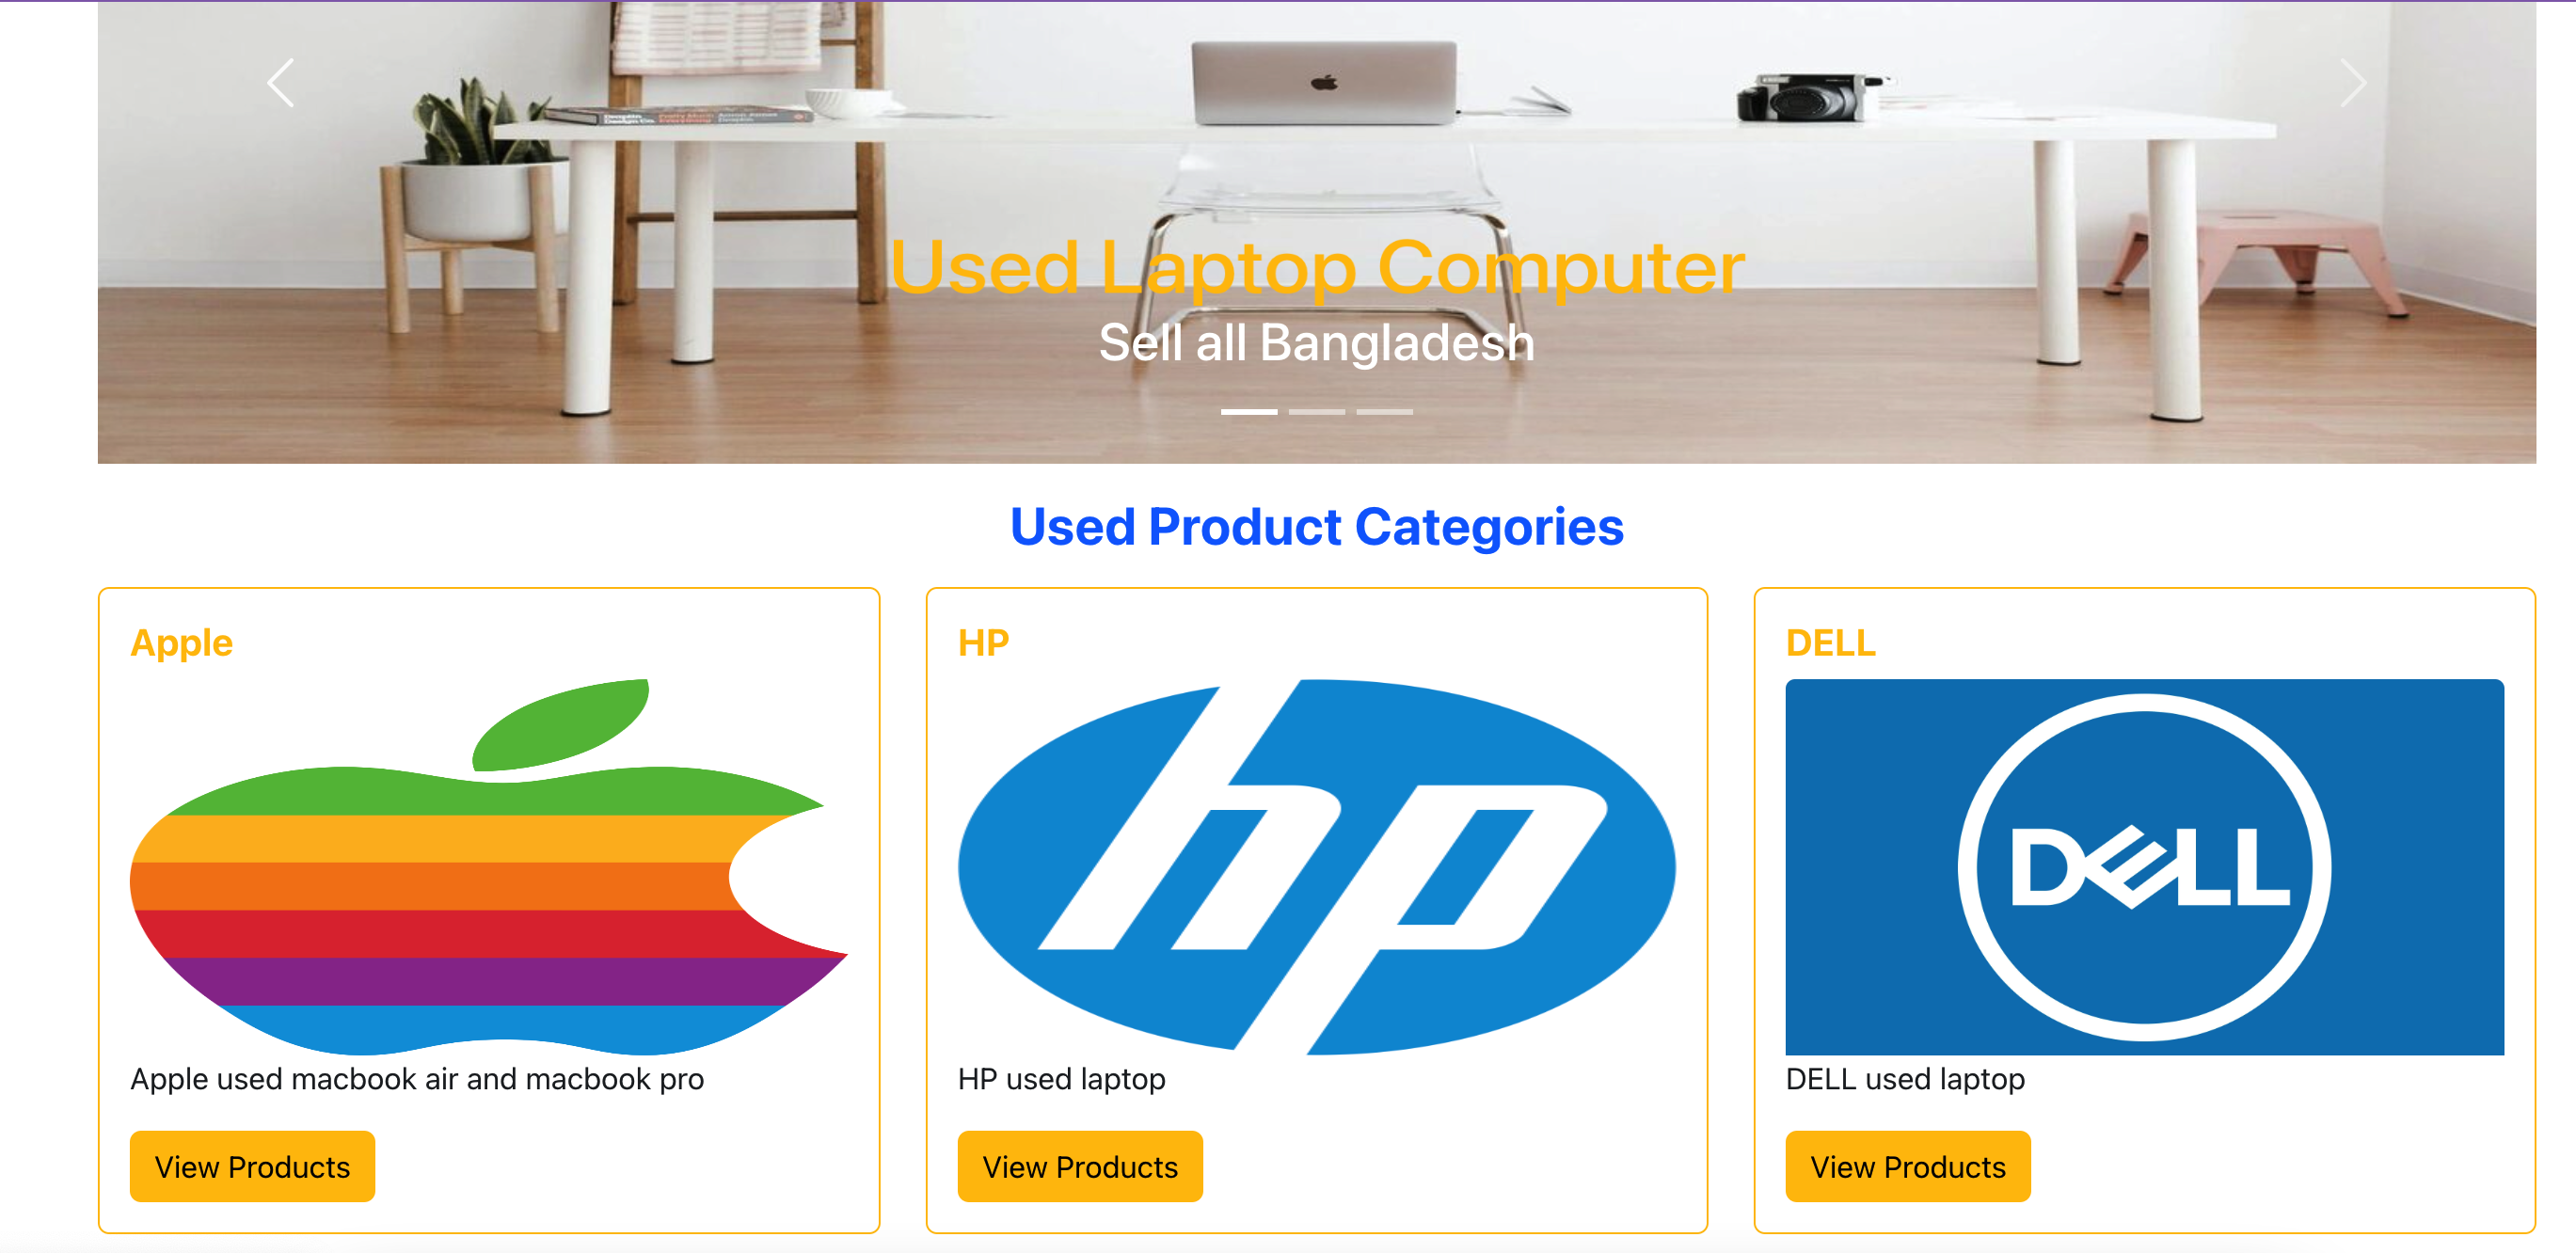 Used Laptop Computer
Sell all Bangladesh
Used Product Categories
Apple
HP
DELL
hp
DELL
Apple used macbook air and macbook pro
HP used laptop
DELL used laptop
View Products
View Products
View Products